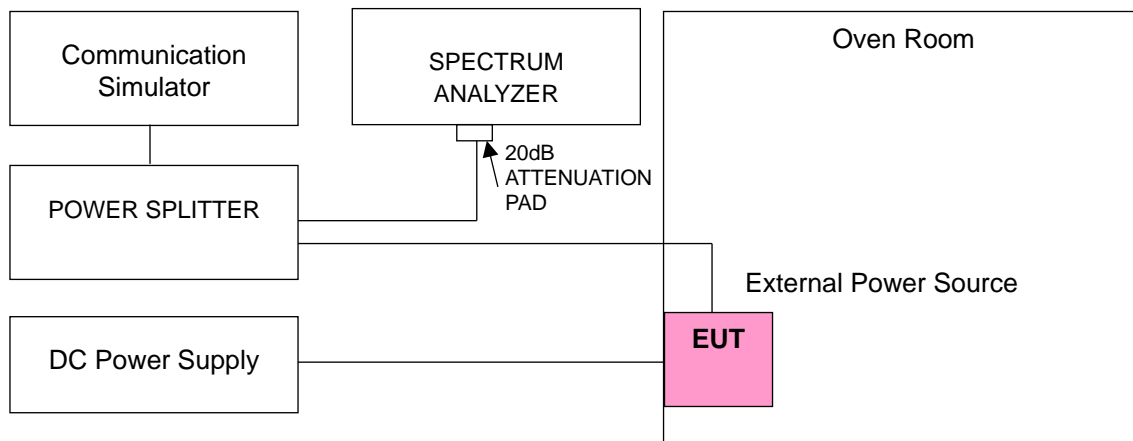 Communication
Simulator
SPECTRUM
ANALYZER
Oven Room
20dB
ATTENUATION
PAD
POWER SPLITTER
External Power Source
EUT
DC Power Supply